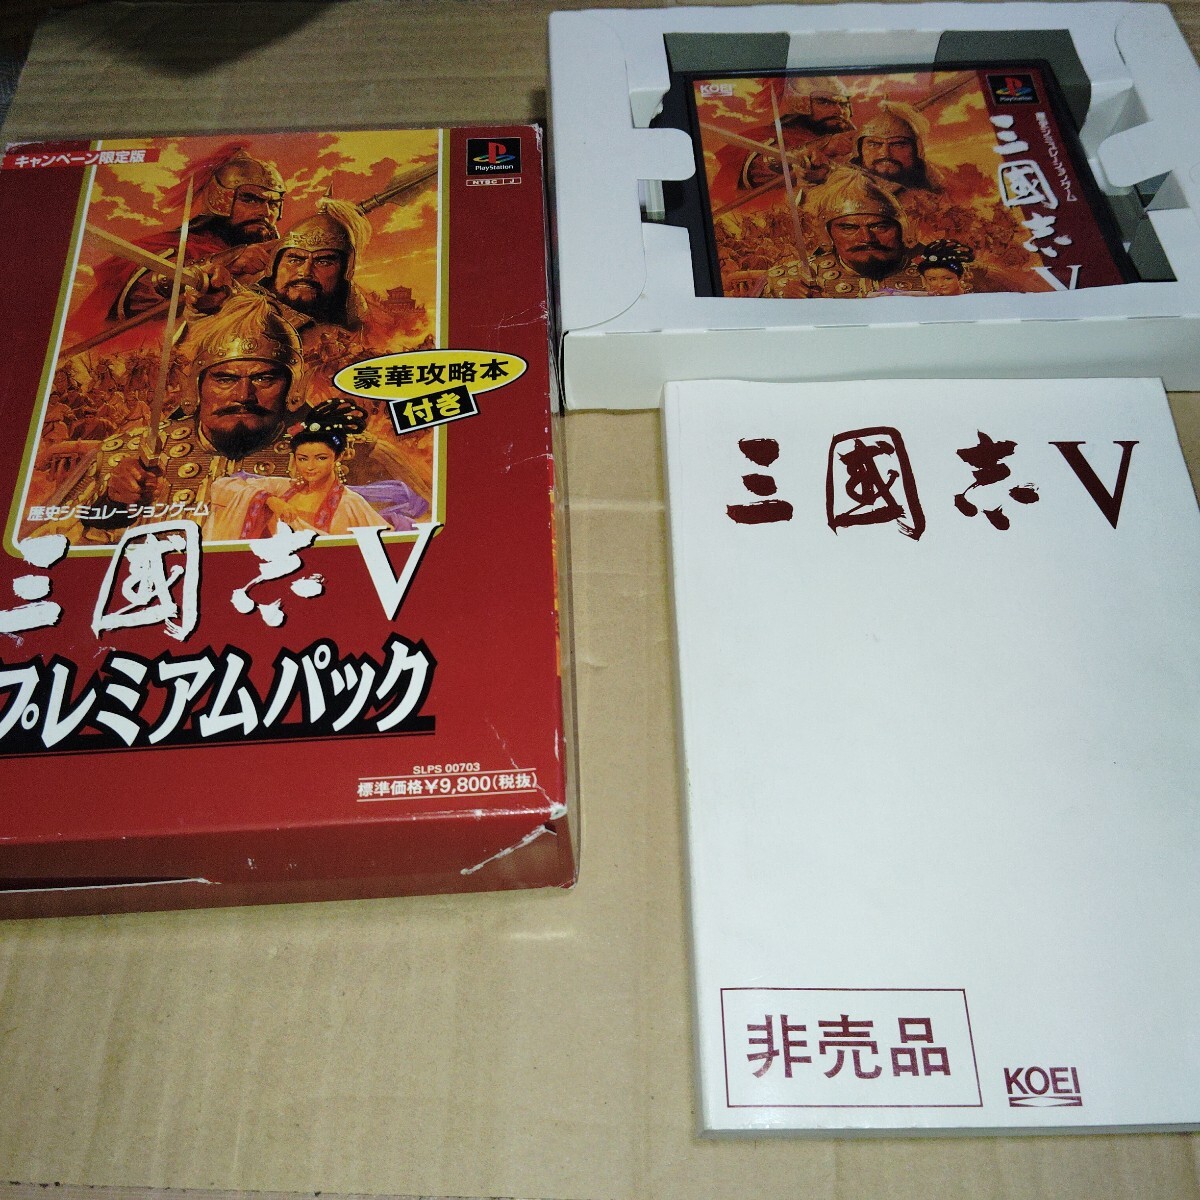 キャンペーン限定版
PlayStation
NTSC J
豪華攻略本
付き
歴史シミュレーションゲーム
三國志V
プレミアムパック
SLPS 00703
標準価格￥9,800(税抜)
KOEI
PlayStation
歴史シミュレーションゲーム
三國志V
三國志V
非売品
KOEI